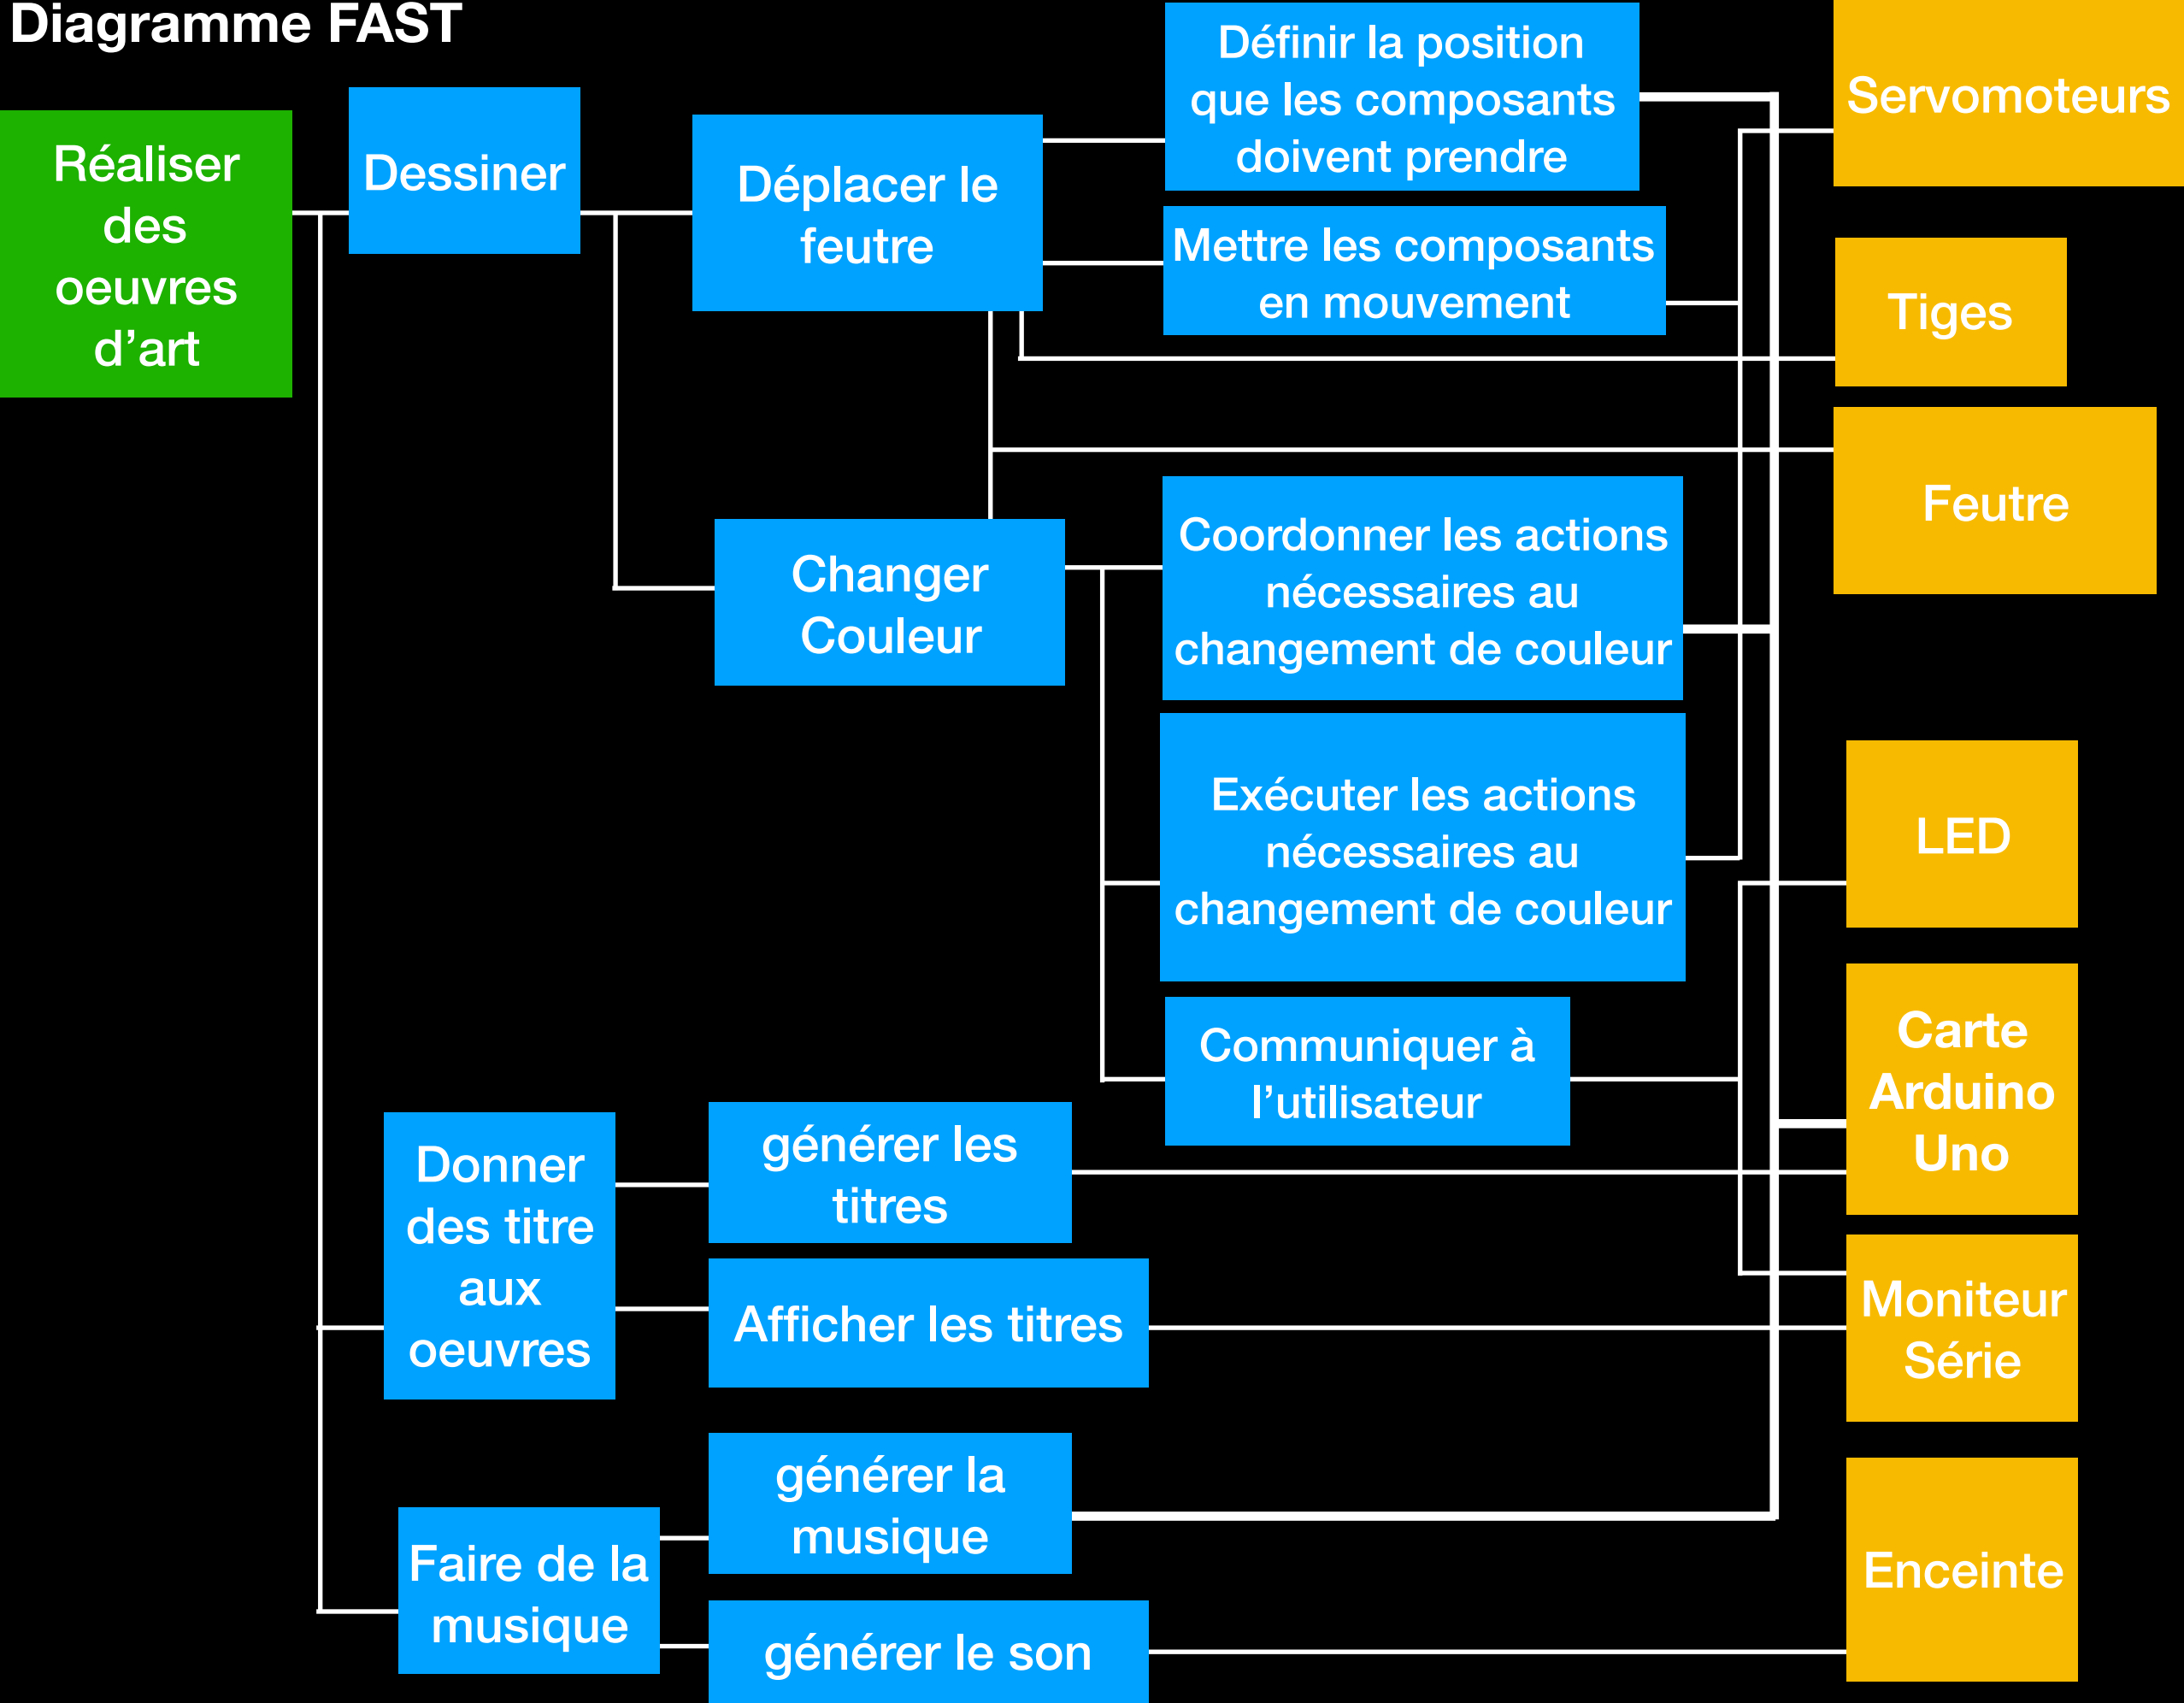 Diagramme FAST
Réaliser
des
oeuvres
d’art
Dessiner
Déplacer le
feutre
Définir la position
que les composants
doivent prendre
Mettre les composants
en mouvement
Servomoteurs
Tiges
Feutre
Changer
Couleur
Coordonner les actions
nécessaires au
changement de couleur
Exécuter les actions
nécessaires au
changement de couleur
Communiquer à
l’utilisateur
LED
Carte
Arduino
Uno
Donner
des titre
aux
oeuvres
générer les
titres
Afficher les titres
Moniteur
Série
Faire de la
musique
générer la
musique
générer le son
Enceinte